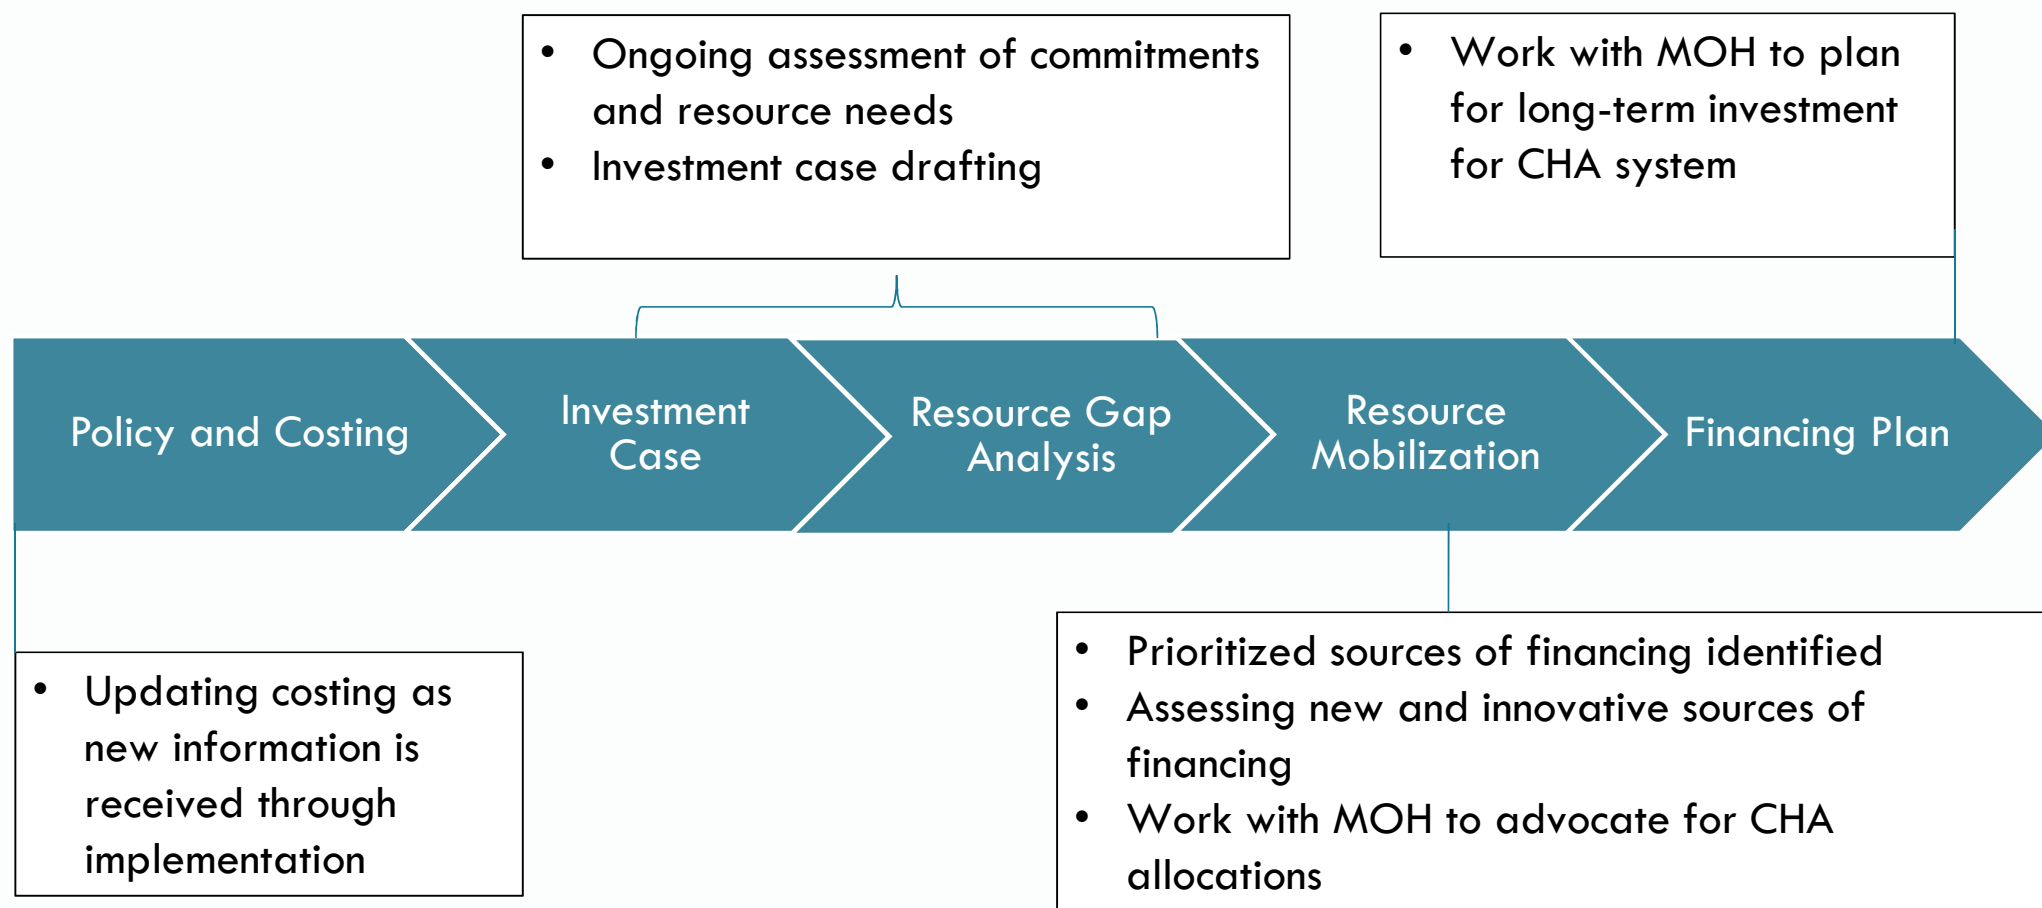 • Ongoing assessment of commitments
and resource needs
• Investment case drafting
• Work with MOH to plan
for long-term investment
for CHA system
Policy and Costing
Investment
Case
Resource Gap
Analysis
Resource
Mobilization
Financing Plan
• Updating costing as
new information is
received through
implementation
• Prioritized sources of financing identified
• Assessing new and innovative sources of
financing
• Work with MOH to advocate for CHA
allocations